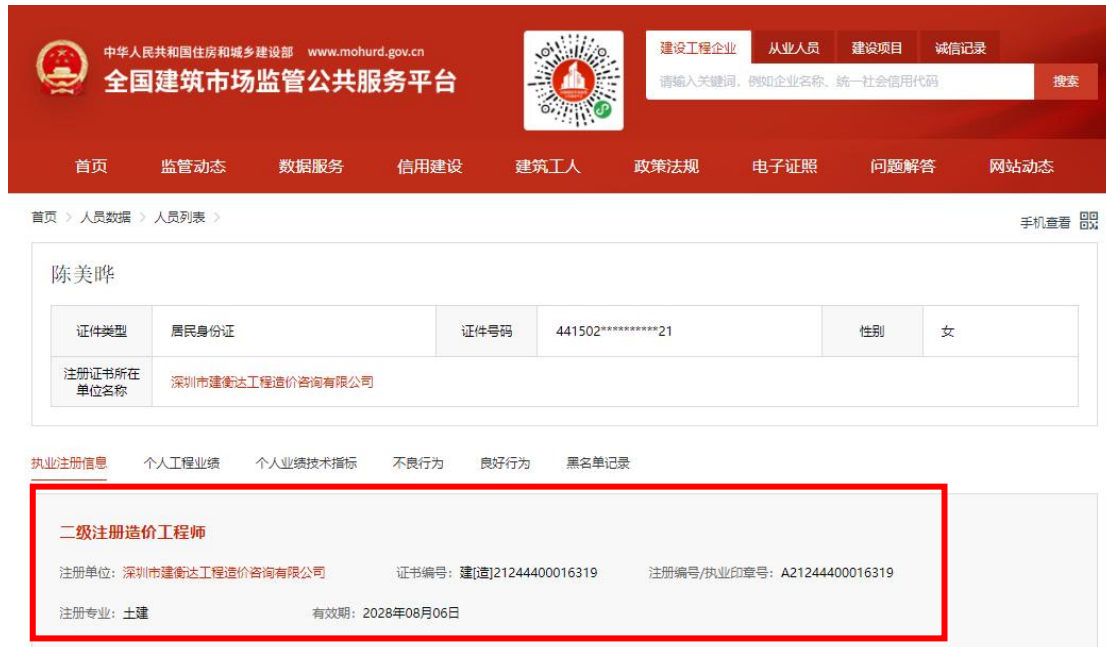 中华人民共和国住房和城乡建设部 www.mohurd.gov.cn
全国建筑市场监管公共服务平台
建设工程企业 从业人员 建设项目 诚信记录
请输入关键词，例如企业名称、统一社会信用代码 搜索
首页 监管动态 数据服务 信用建设 建筑工人 政策法规 电子证照 问题解答 网站动态
首页 > 人员数据 > 人员列表 >
手机查看
陈美晔
证件类型 居民身份证 证件号码 441502**********21 性别 女
注册证书所在
单位名称
深圳市建衡达工程造价咨询有限公司
执业注册信息 个人工程业绩 个人业绩技术指标 不良行为 良好行为 黑名单记录
二级注册造价工程师
注册单位：深圳市建衡达工程造价咨询有限公司 证书编号：建[造]21244400016319 注册编号/执业印章号：A21244400016319
注册专业：土建 有效期：2028年08月06日